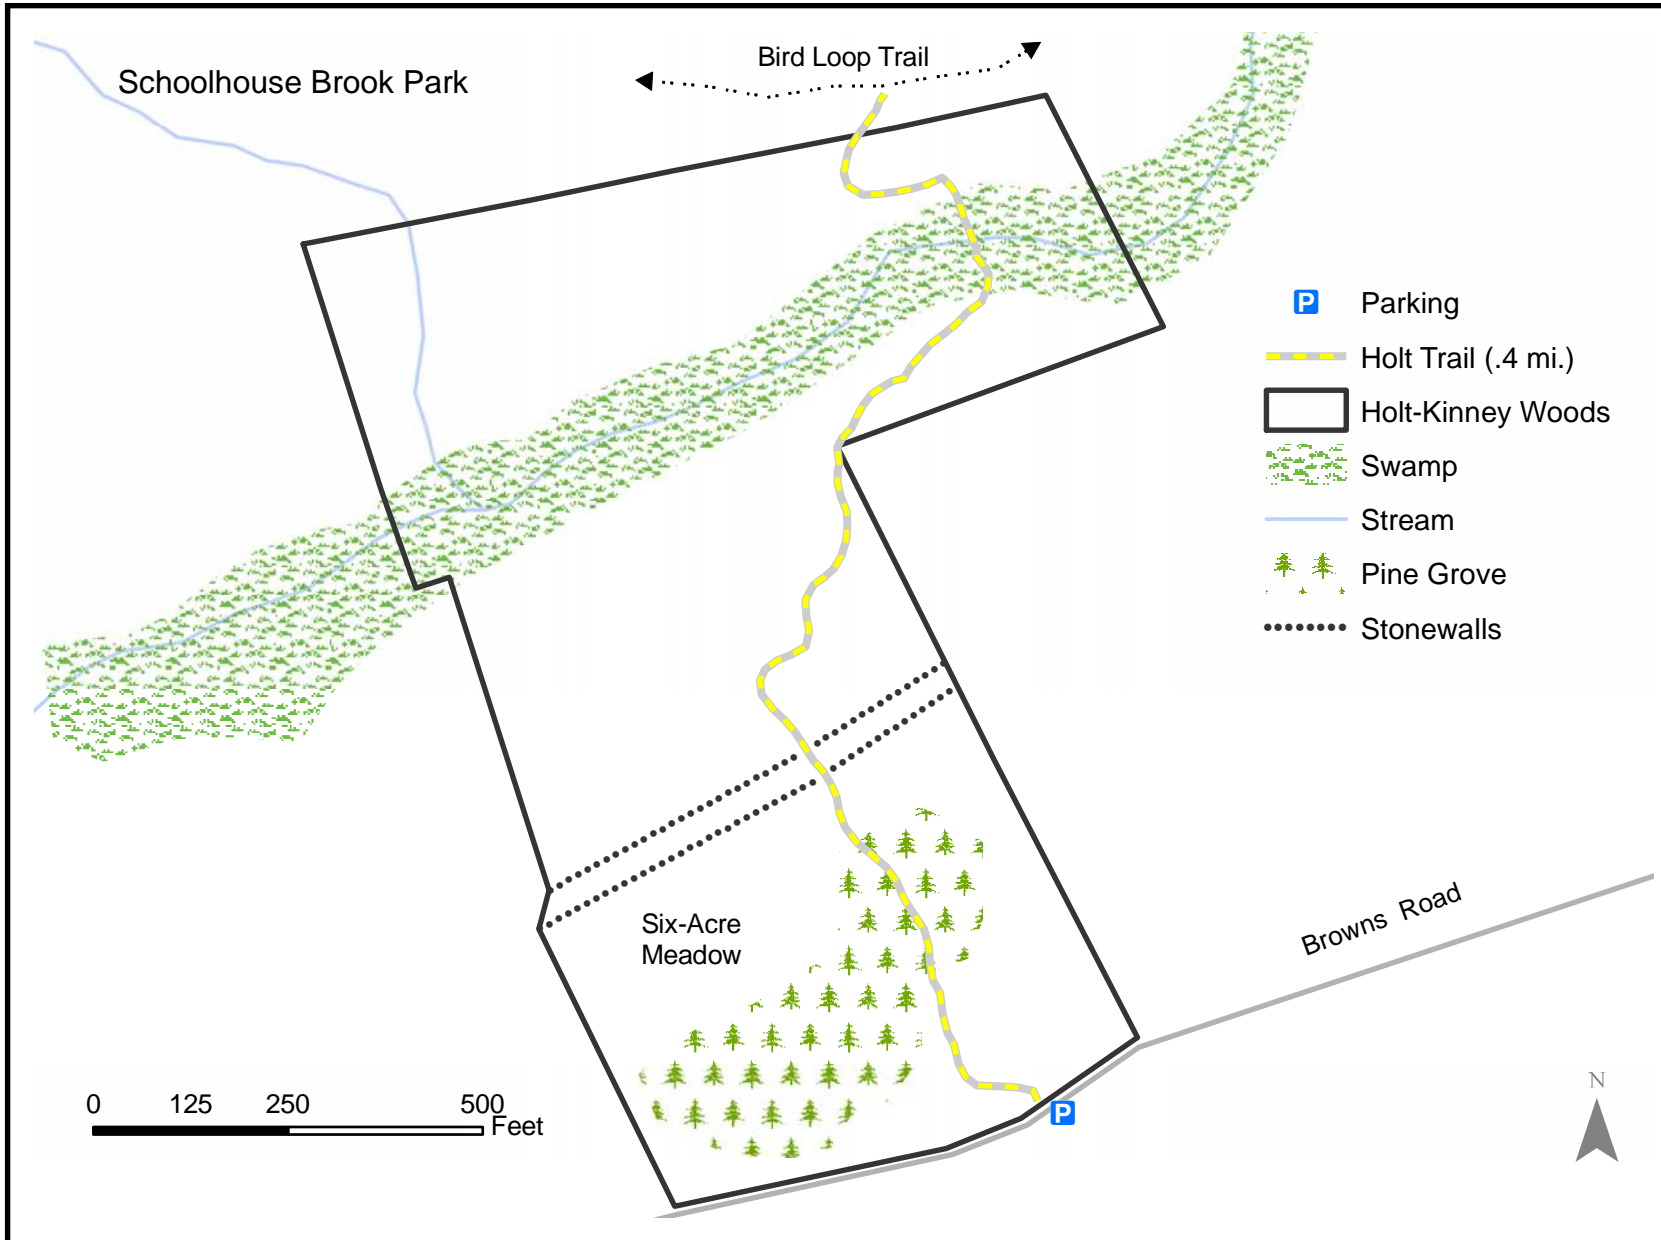 Bird Loop Trail
Schoolhouse Brook Park
P Parking
Holt Trail (.4 mi.)
Holt-Kinney Woods
Swamp
Stream
Pine Grove
Stonewalls
Six-Acre
Meadow
Browns Road
0 125 250 500
Feet
P
N